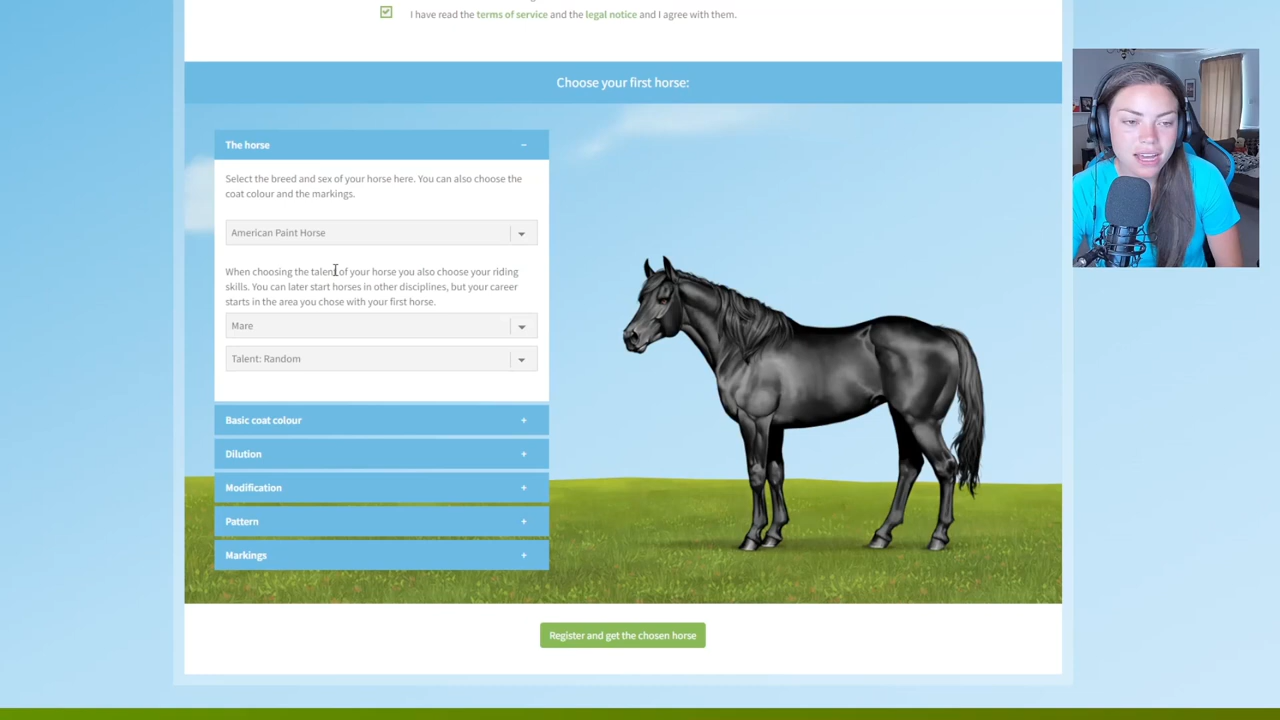 I have read the terms of service and the legal notice and I agree with them.
Choose your first horse:
The horse
Select the breed and sex of your horse here. You can also choose the
coat colour and the markings.
American Paint Horse
When choosing the talent of your horse you also choose your riding
skills. You can later start horses in other disciplines, but your career
starts in the area you chose with your first horse.
Mare
Talent: Random
Basic coat colour
Dilution
Modification
Pattern
Markings
Register and get the chosen horse